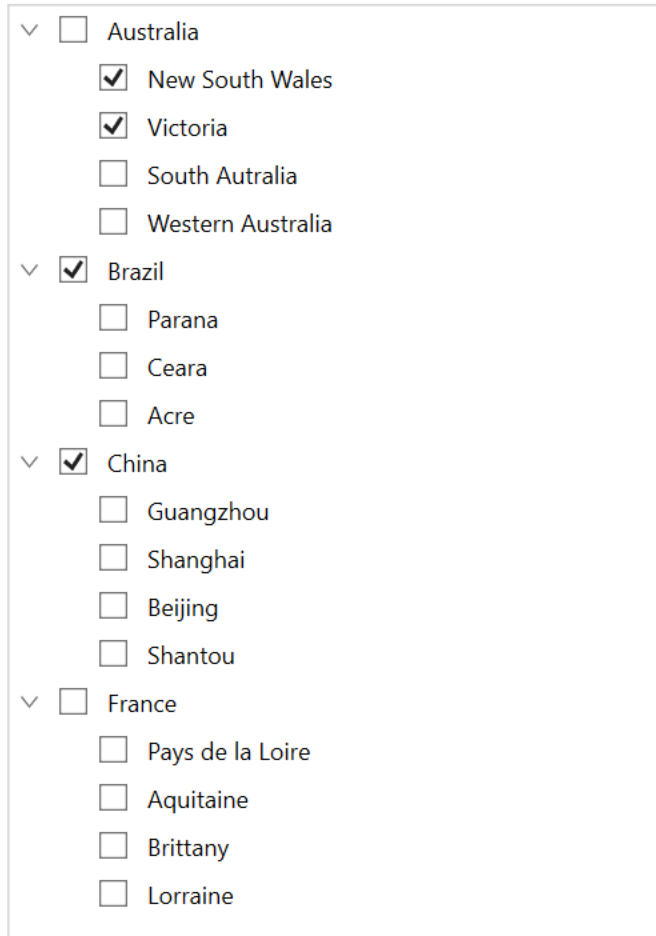 Australia
New South Wales
Victoria
South Autralia
Western Australia
Brazil
Parana
Ceara
Acre
China
Guangzhou
Shanghai
Beijing
Shantou
France
Pays de la Loire
Aquitaine
Brittany
Lorraine